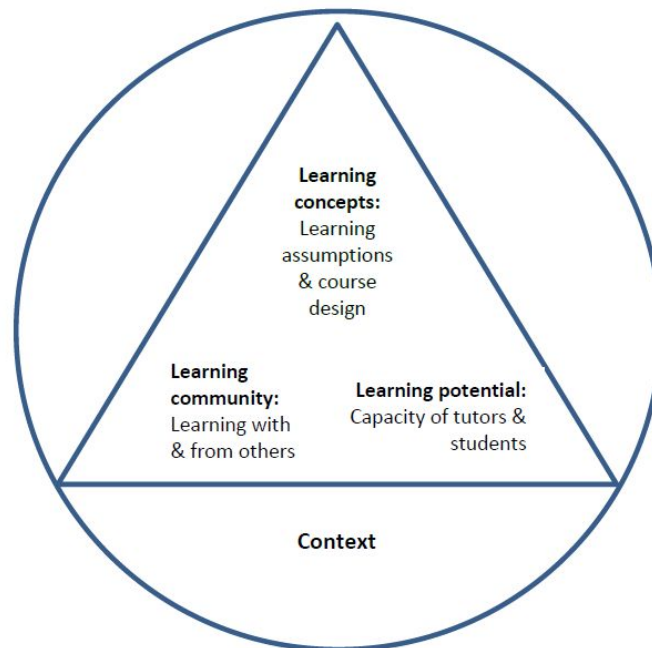 Learning
concepts:
Learning
assumptions
& course
design
Learning
community:
Learning with
& from others
Learning potential:
Capacity of tutors &
students
Context